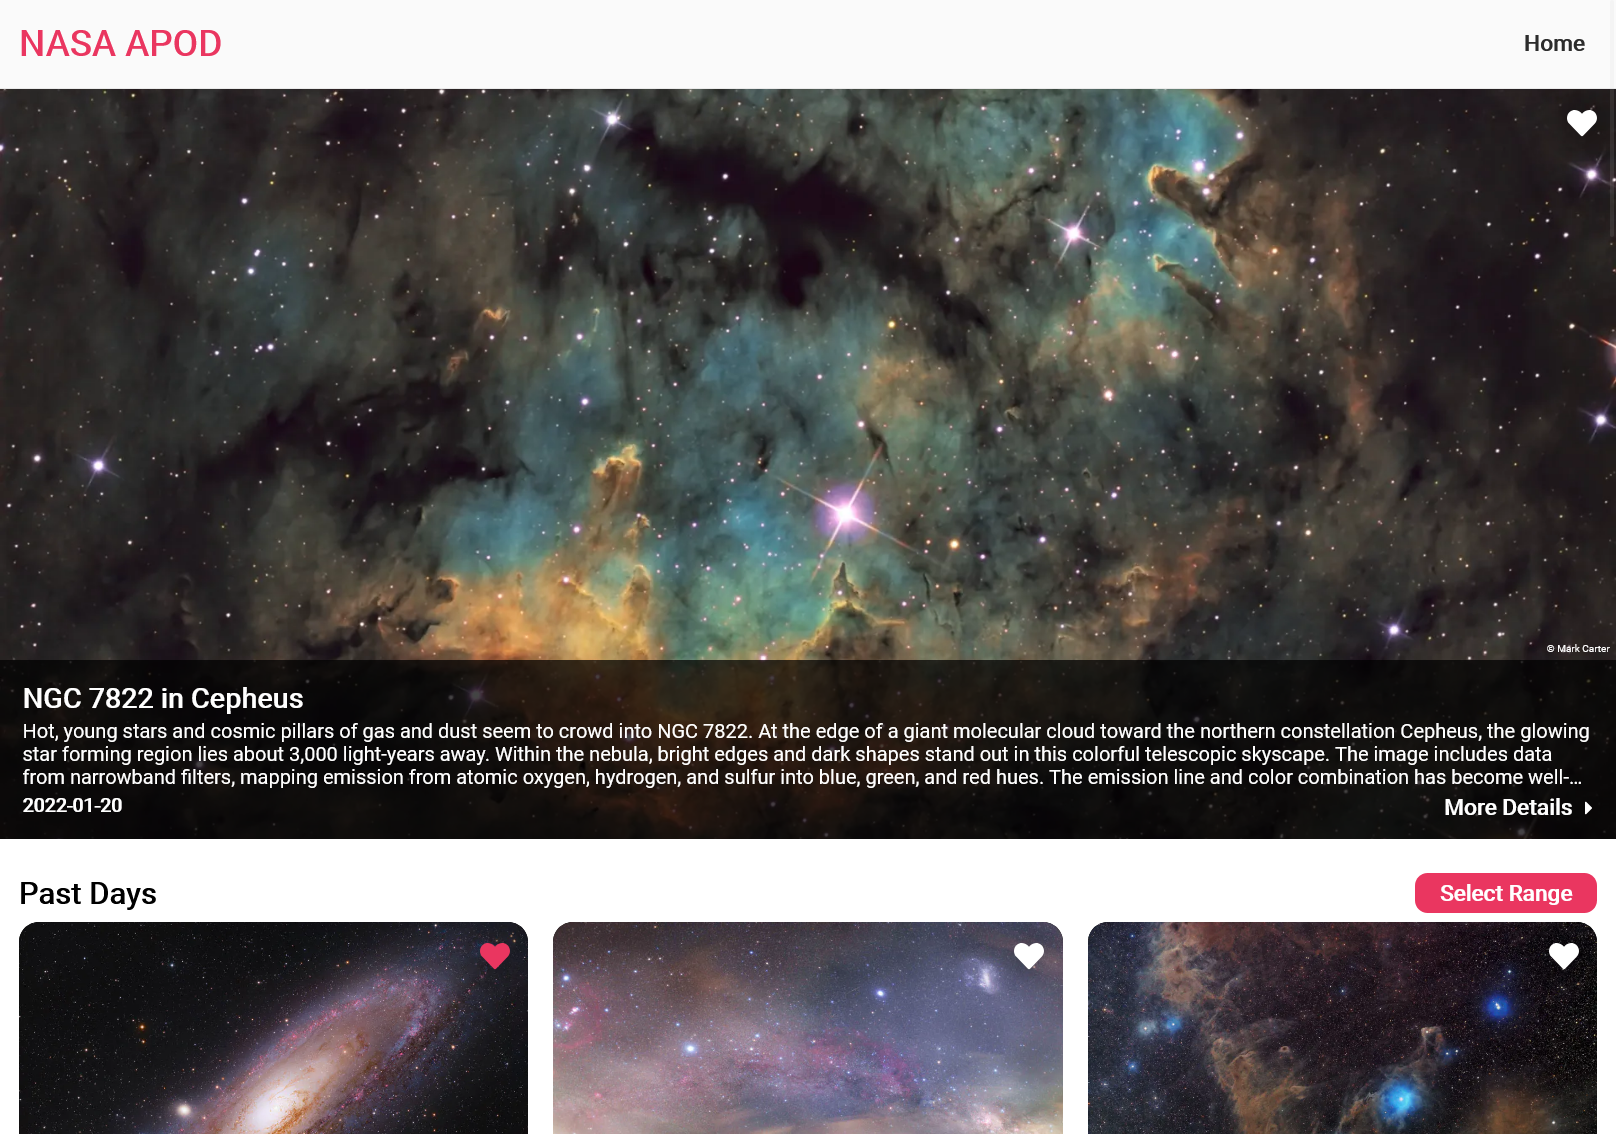 NASA APOD
Home
© Mark Carter
NGC 7822 in Cepheus
Hot, young stars and cosmic pillars of gas and dust seem to crowd into NGC 7822. At the edge of a giant molecular cloud toward the northern constellation Cepheus, the glowing
star forming region lies about 3,000 light-years away. Within the nebula, bright edges and dark shapes stand out in this colorful telescopic skyscape. The image includes data
from narrowband filters, mapping emission from atomic oxygen, hydrogen, and sulfur into blue, green, and red hues. The emission line and color combination has become well-...
2022-01-20
More Details
Past Days
Select Range